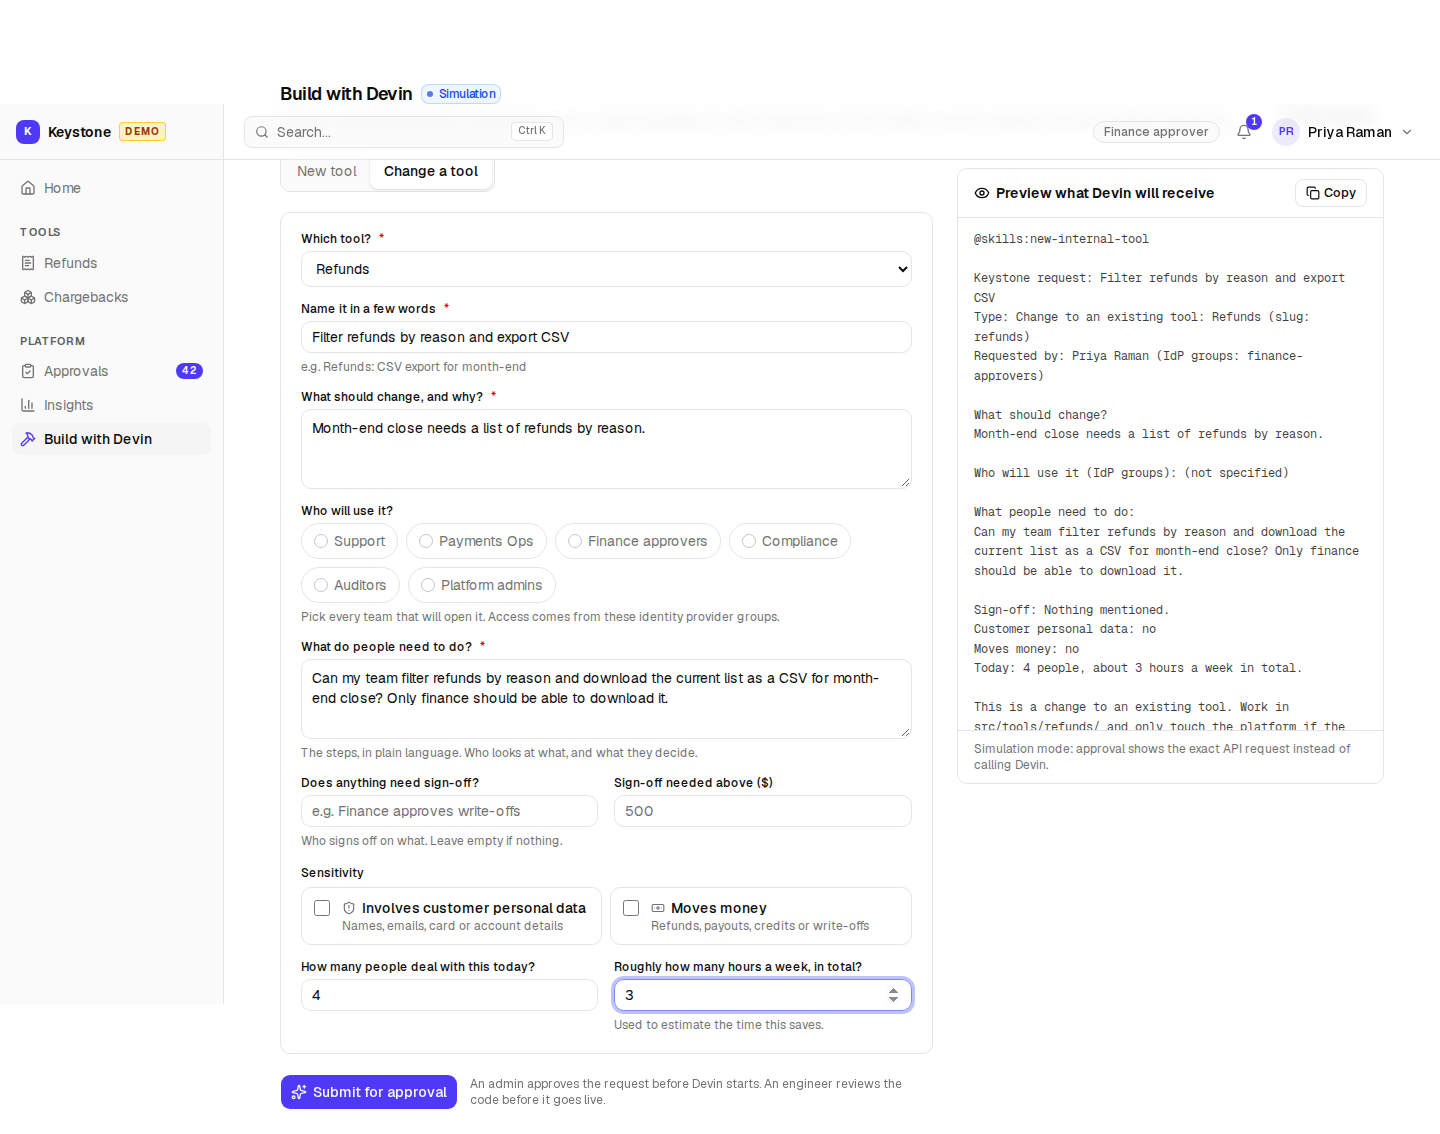 Build with Devin
Simulation
K Keystone DEMO
Search...
Ctrl K
Finance approver
1
PR Priya Raman
Home
TOOLS
Refunds
Chargebacks
PLATFORM
Approvals 42
Insights
Build with Devin
New tool
Change a tool
Which tool? *
Refunds
Name it in a few words *
Filter refunds by reason and export CSV
e.g. Refunds: CSV export for month-end
What should change, and why? *
Month-end close needs a list of refunds by reason.
Who will use it?
Support
Payments Ops
Finance approvers
Compliance
Auditors
Platform admins
Pick every team that will open it. Access comes from these identity provider groups.
What do people need to do? *
Can my team filter refunds by reason and download the current list as a CSV for month-
end close? Only finance should be able to download it.
The steps, in plain language. Who looks at what, and what they decide.
Does anything need sign-off?
e.g. Finance approves write-offs
Who signs off on what. Leave empty if nothing.
Sign-off needed above ($)
500
Sensitivity
Involves customer personal data
Names, emails, card or account details
Moves money
Refunds, payouts, credits or write-offs
How many people deal with this today?
4
Roughly how many hours a week, in total?
3
Used to estimate the time this saves.
Submit for approval
An admin approves the request before Devin starts. An engineer reviews the
code before it goes live.
Preview what Devin will receive
Copy
@skills:new-internal-tool
Keystone request: Filter refunds by reason and export
CSV
Type: Change to an existing tool: Refunds (slug:
refunds)
Requested by: Priya Raman (IdP groups: finance-
approvers)
What should change?
Month-end close needs a list of refunds by reason.
Who will use it (IdP groups): (not specified)
What people need to do:
Can my team filter refunds by reason and download the
current list as a CSV for month-end close? Only finance
should be able to download it.
Sign-off: Nothing mentioned.
Customer personal data: no
Moves money: no
Today: 4 people, about 3 hours a week in total.
This is a change to an existing tool. Work in
src/tools/refunds/ and only touch the platform if the
Simulation mode: approval shows the exact API request instead of
calling Devin.